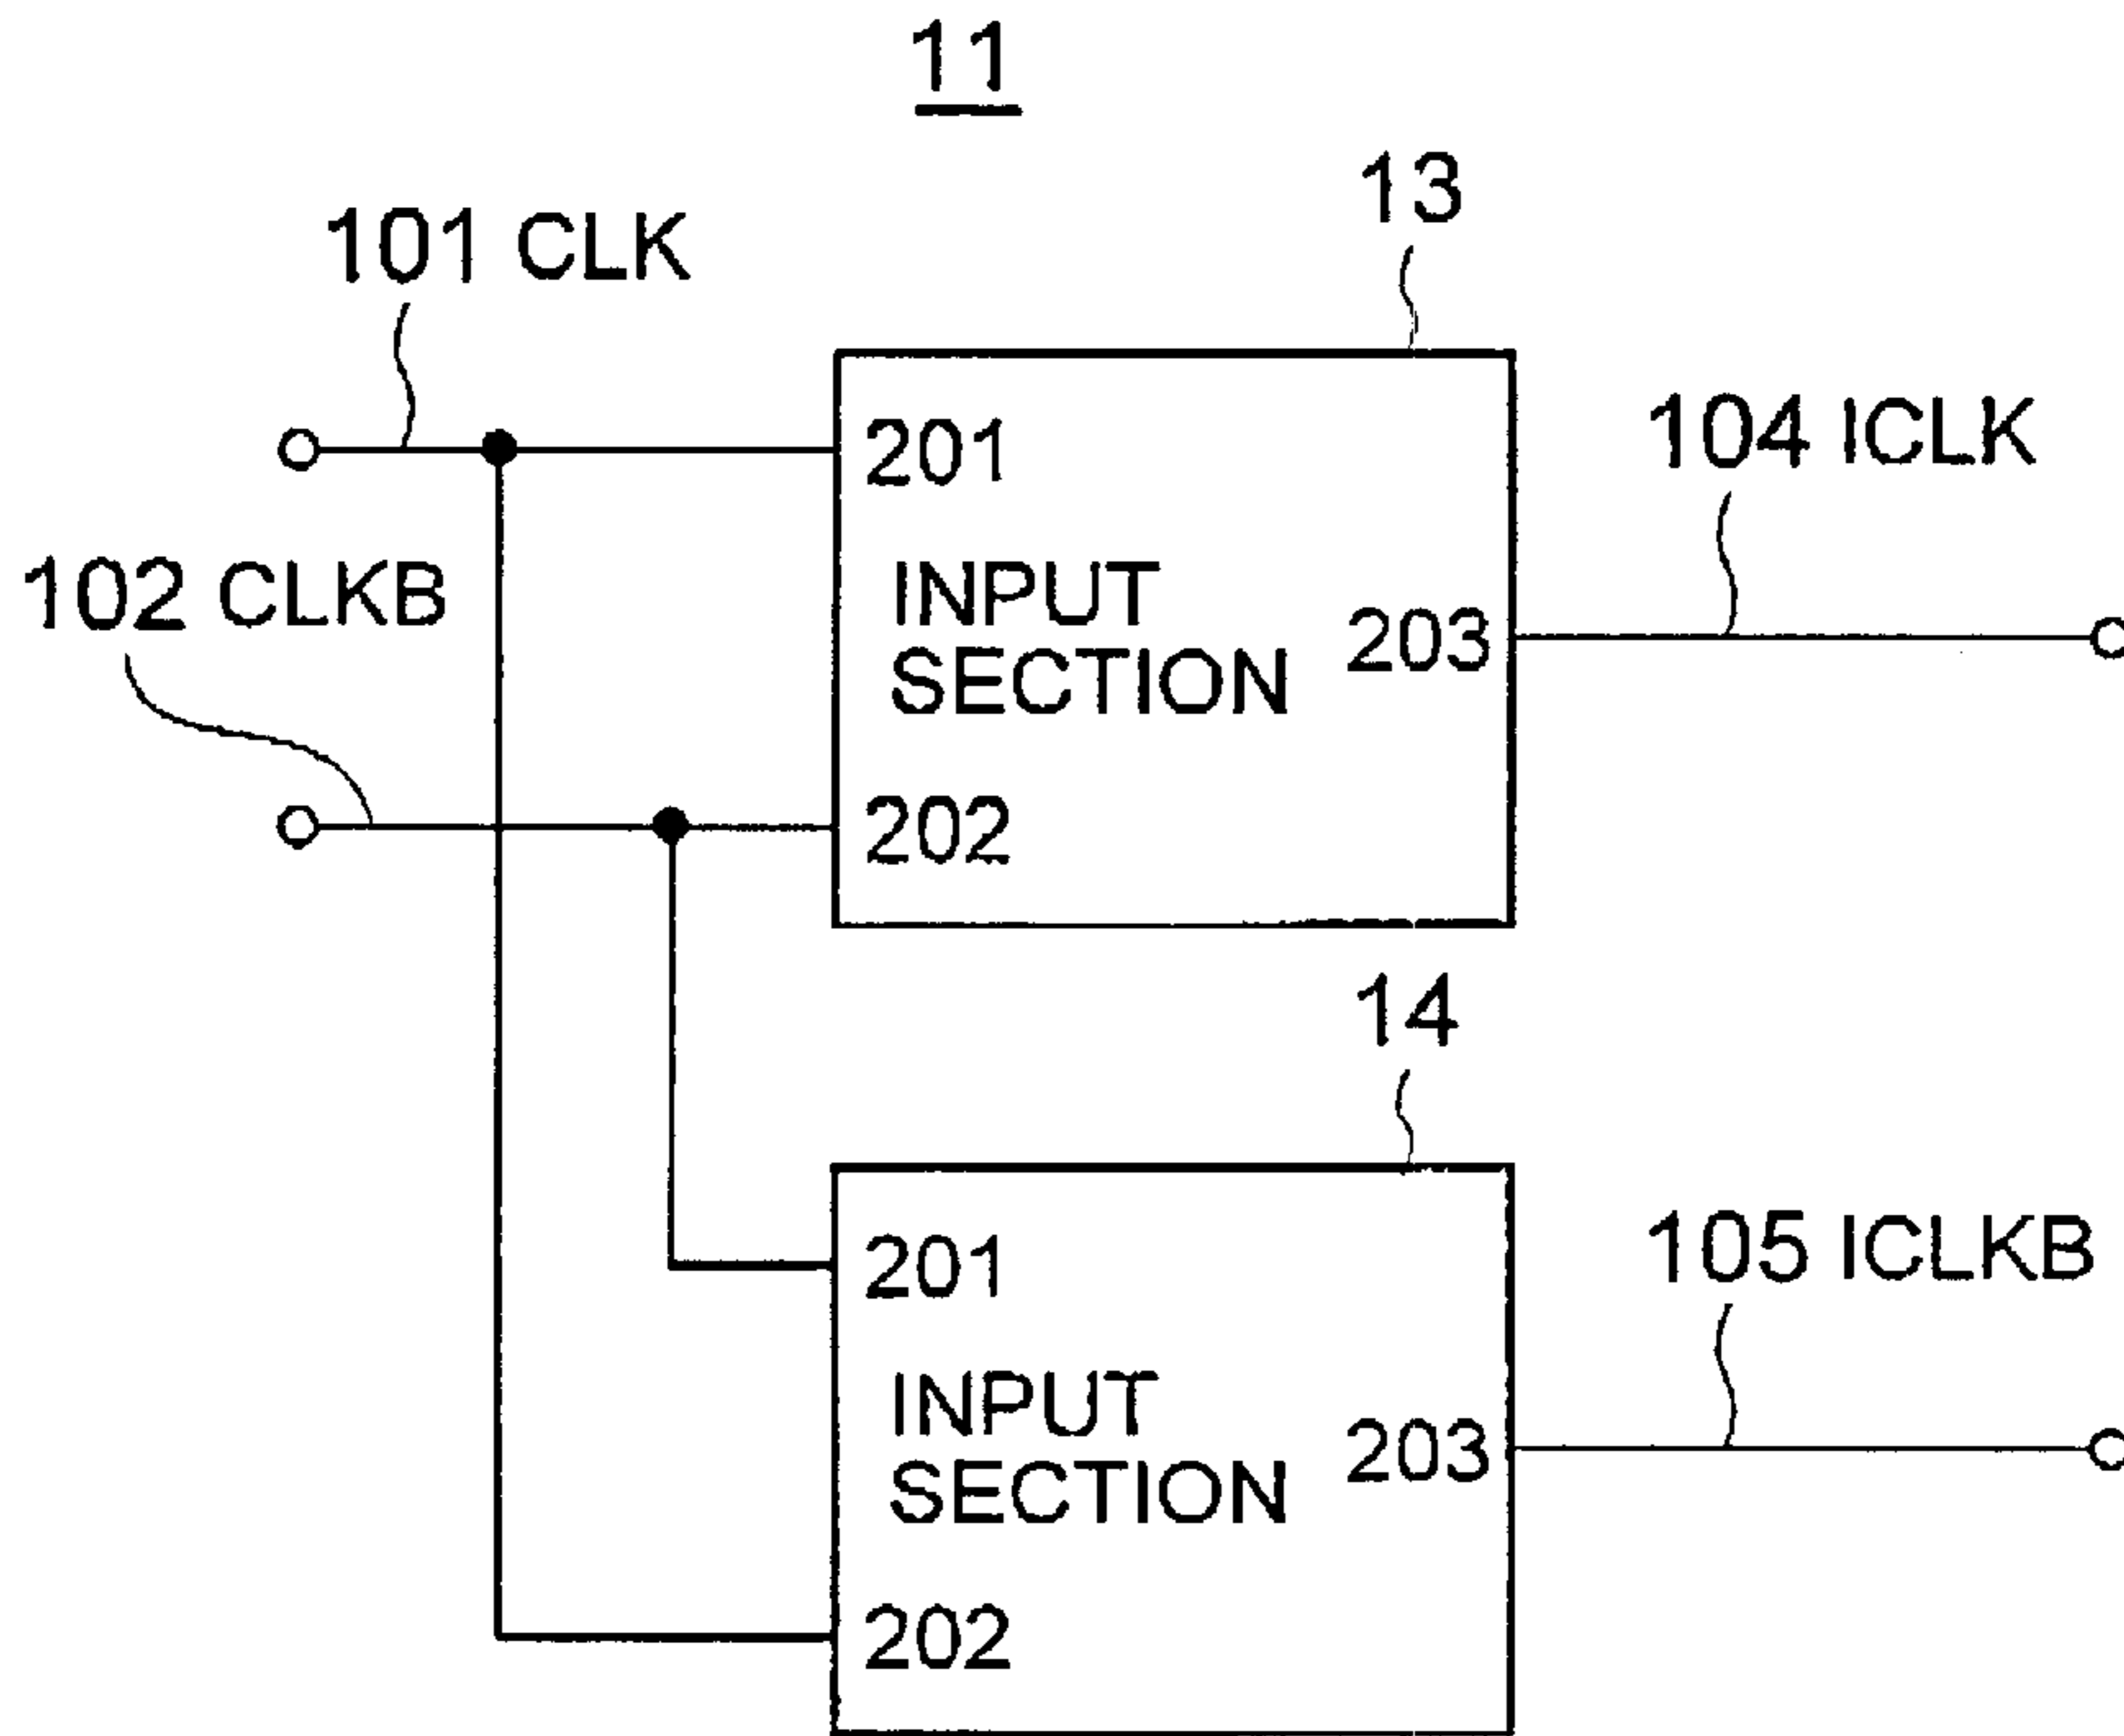 11
13
101 CLK
201
104 ICLK
102 CLKB
INPUT
SECTION
203
202
14
201
105 ICLKB
INPUT
SECTION
203
202